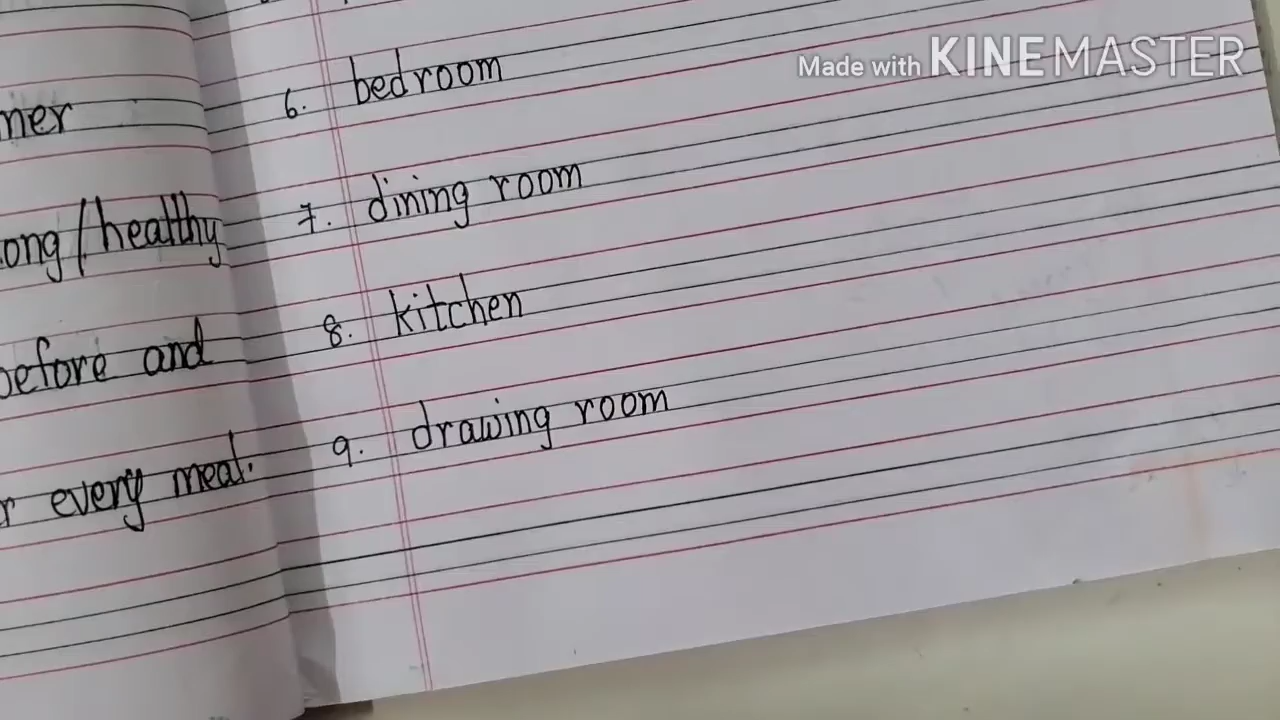 Made with KINEMASTER
ner
ong/healthy
before and
r every meal.
6. bedroom
7. dining room
8. kitchen
9. drawing room